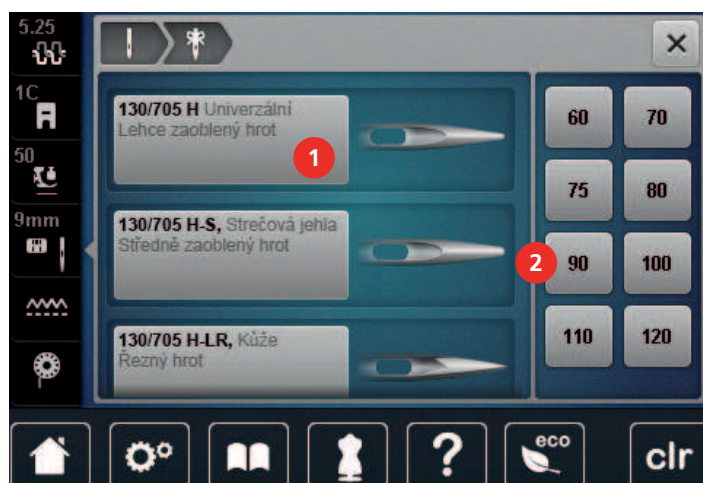 5.25
1C
50
9mm
130/705 H Univerzální
Lehce zaoblený hrot
1
130/705 H-S, Strečová jehla
Středně zaoblený hrot
130/705 H-LR, Kůže
Řezný hrot
60 70
75 80
2
90 100
110 120
?
eco
clr